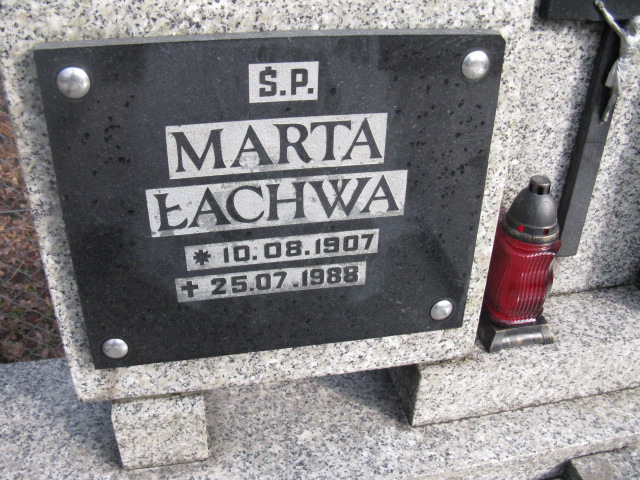 Ś.P.
MARTA
ŁACHWA
* 10.08.1907
✝ 25.07.1988